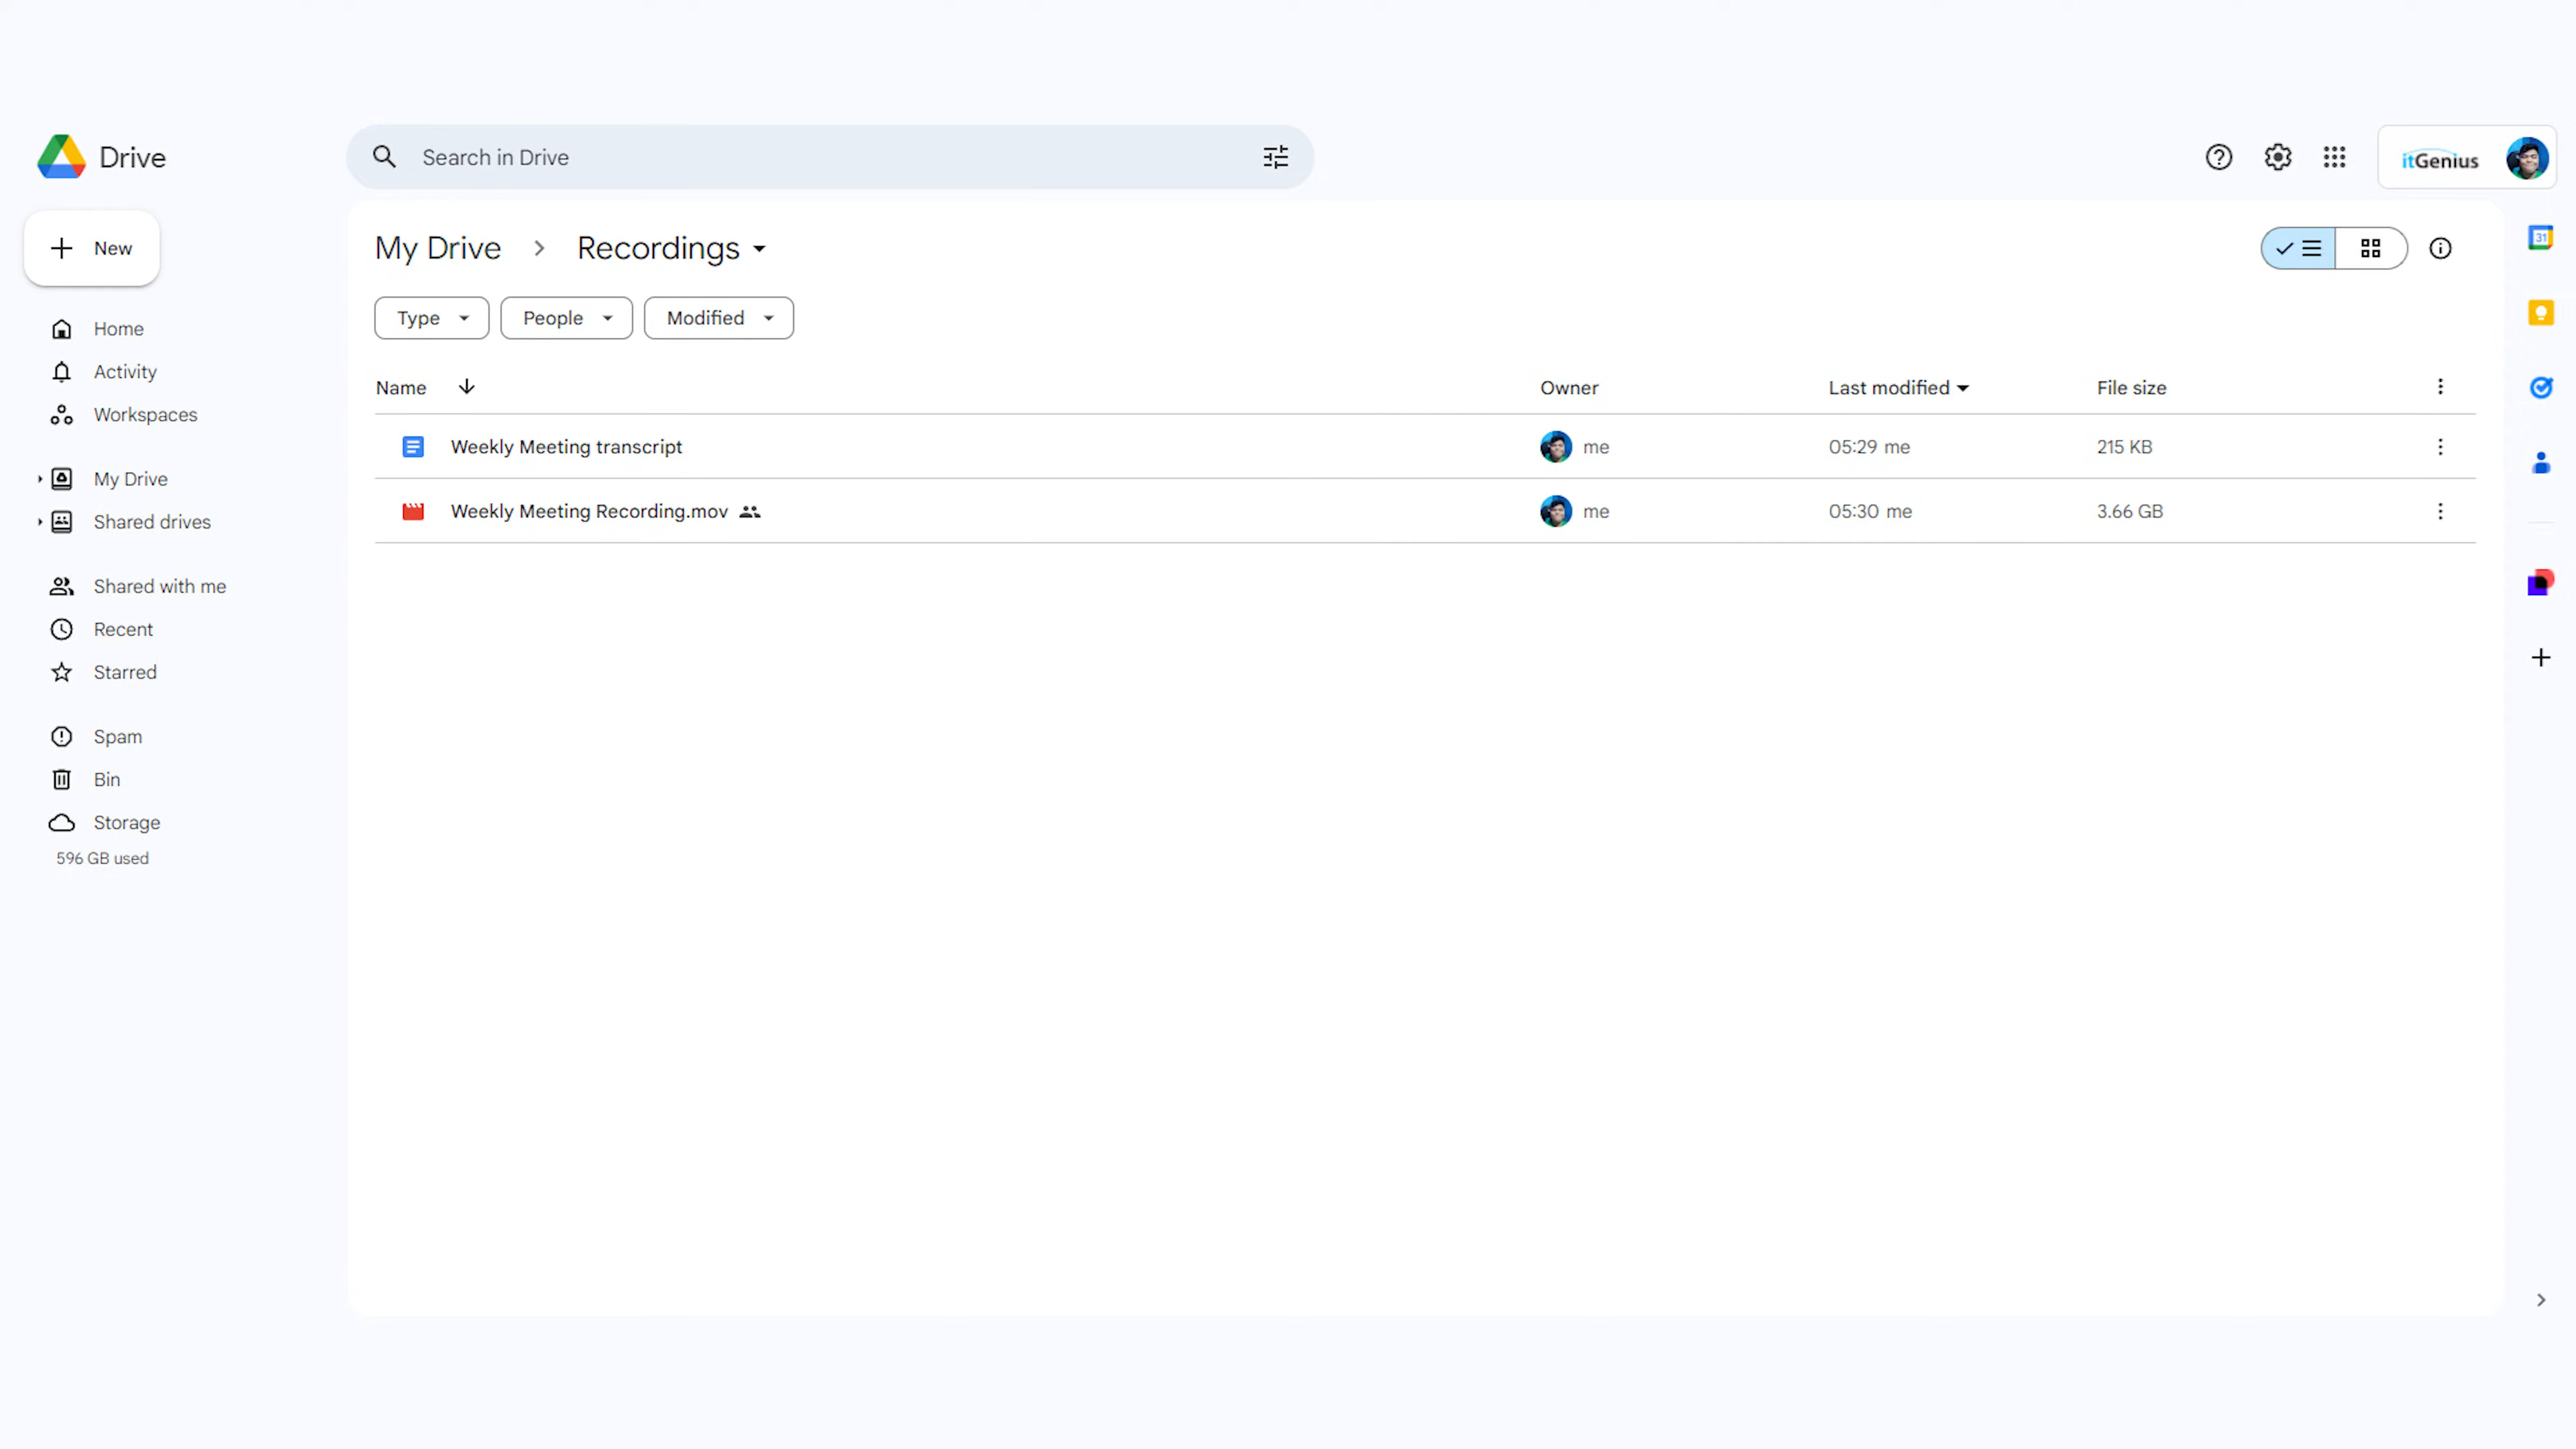 Drive
Search in Drive
itGenius
New
My Drive
Recordings
31
Type
People
Modified
Home
Activity
Workspaces
My Drive
Shared drives
Shared with me
Recent
Starred
Spam
Bin
Storage
596 GB used
Name Owner Last modified File size
Weekly Meeting transcript me 05:29 me 215 KB
Weekly Meeting Recording.mov me 05:30 me 3.66 GB